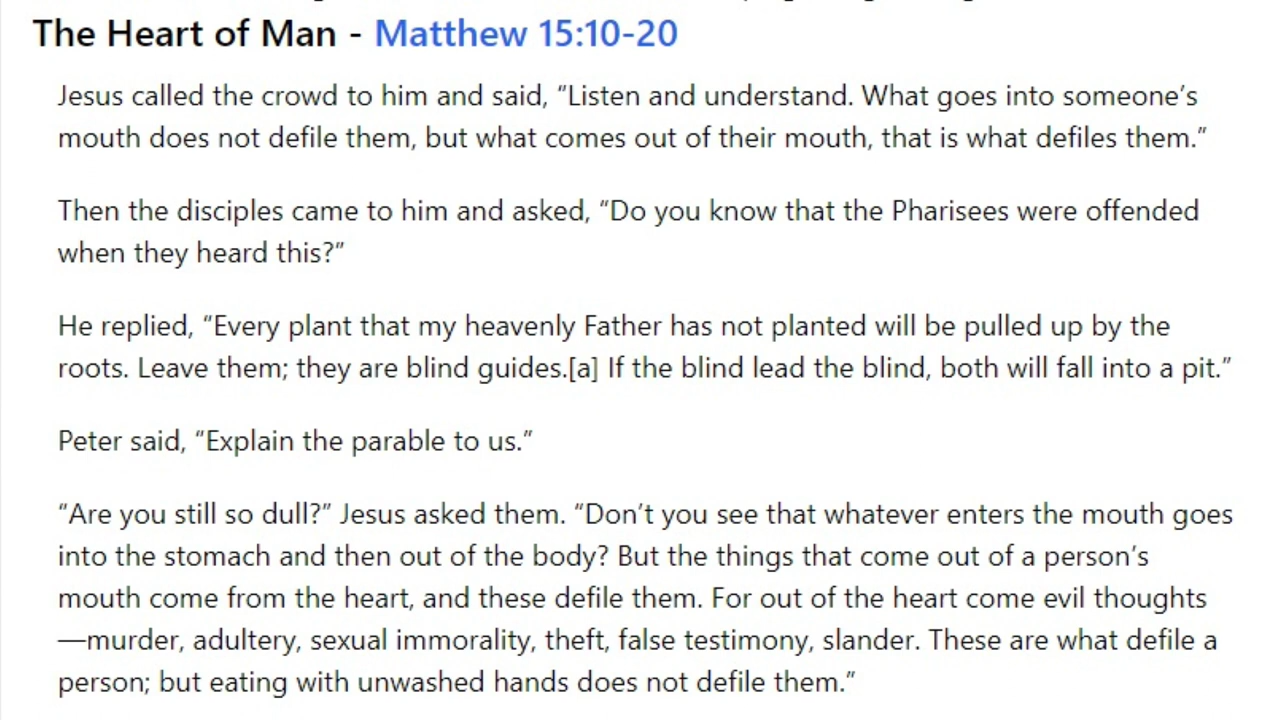 The Heart of Man - Matthew 15:10-20
Jesus called the crowd to him and said, “Listen and understand. What goes into someone’s
mouth does not defile them, but what comes out of their mouth, that is what defiles them.”
Then the disciples came to him and asked, “Do you know that the Pharisees were offended
when they heard this?”
He replied, “Every plant that my heavenly Father has not planted will be pulled up by the
roots. Leave them; they are blind guides.[a] If the blind lead the blind, both will fall into a pit.”
Peter said, “Explain the parable to us.”
“Are you still so dull?” Jesus asked them. “Don’t you see that whatever enters the mouth goes
into the stomach and then out of the body? But the things that come out of a person’s
mouth come from the heart, and these defile them. For out of the heart come evil thoughts
—murder, adultery, sexual immorality, theft, false testimony, slander. These are what defile a
person; but eating with unwashed hands does not defile them.”